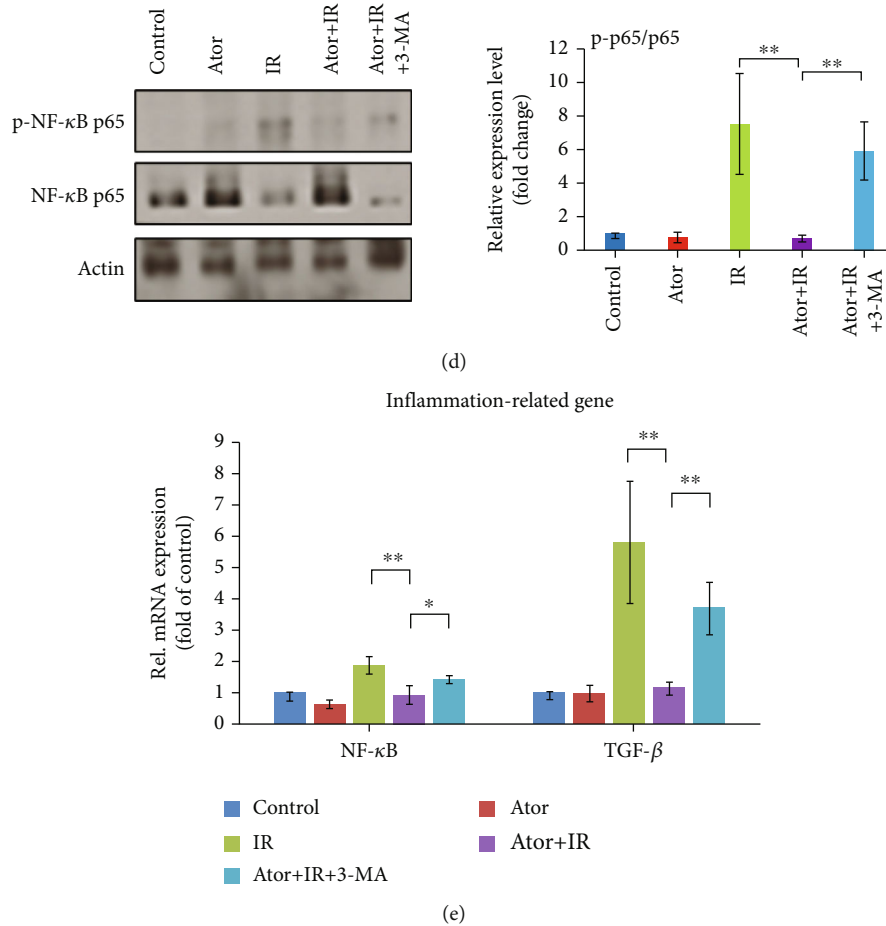 Control
Ator
IR
Ator+IR
Ator+IR
+3-MA
p-NF-κB p65
NF-κB p65
Actin
p-p65/p65
Relative expression level
(fold change)
12
10
8
6
4
2
0
**
**
Control
Ator
IR
Ator+IR
Ator+IR
+3-MA
(d)
Inflammation-related gene
Rel. mRNA expression
(fold of control)
9
8
7
6
5
4
3
2
1
0
**
*
**
**
NF-κB
TGF-β
Control
Ator
IR
Ator+IR
Ator+IR+3-MA
(e)